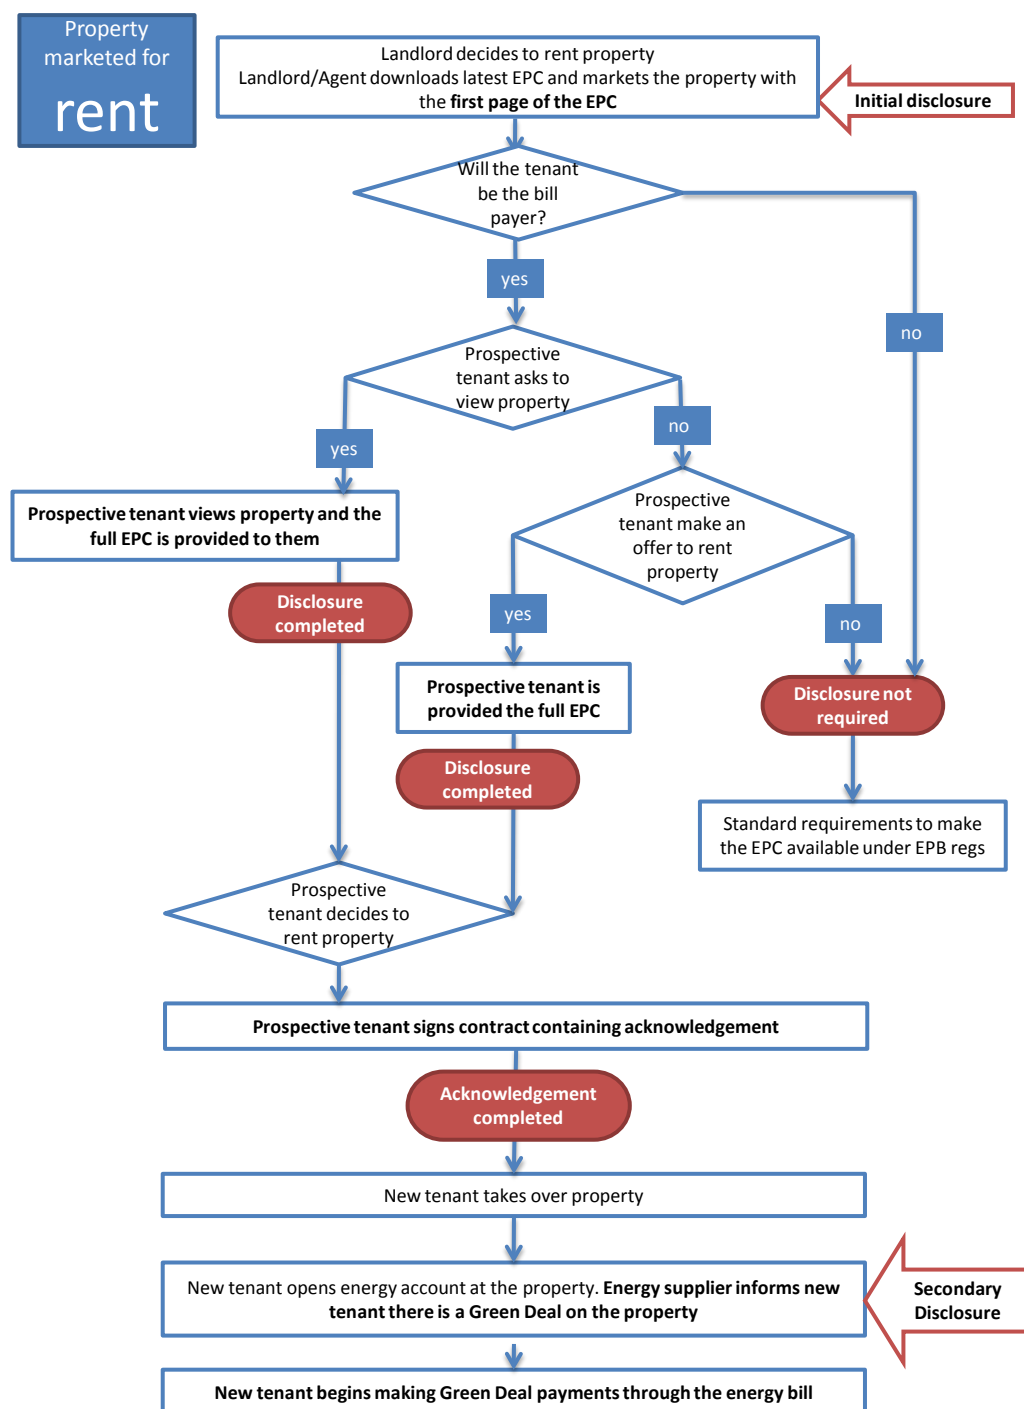 Property
marketed for
rent
Landlord decides to rent property
Landlord/Agent downloads latest EPC and markets the property with
the first page of the EPC
Initial disclosure
Will the tenant
be the bill
payer?
yes
no
Prospective
tenant asks to
view property
yes
no
Prospective tenant views property and the
full EPC is provided to them
Prospective
tenant make an
offer to rent
property
Disclosure
completed
yes
no
Prospective tenant is
provided the full EPC
Disclosure not
required
Disclosure
completed
Standard requirements to make
the EPC available under EPB regs
Prospective
tenant decides to
rent property
Prospective tenant signs contract containing acknowledgement
Acknowledgement
completed
New tenant takes over property
New tenant opens energy account at the property. Energy supplier informs new
tenant there is a Green Deal on the property
Secondary
Disclosure
New tenant begins making Green Deal payments through the energy bill